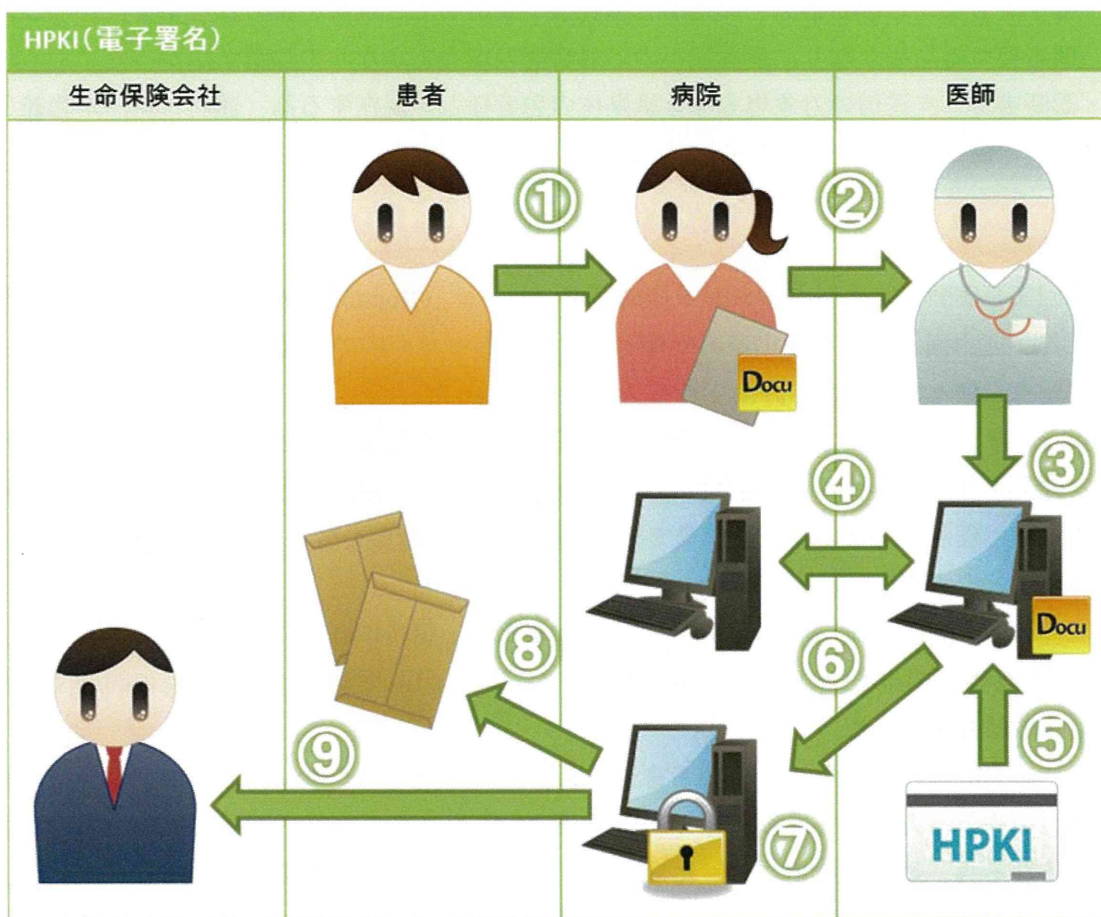 HPKI(電子署名)
生命保険会社 患者 病院 医師
① ②
Docu
③
④
Docu
⑧ ⑥
⑨ ⑤
⑦
HPKI